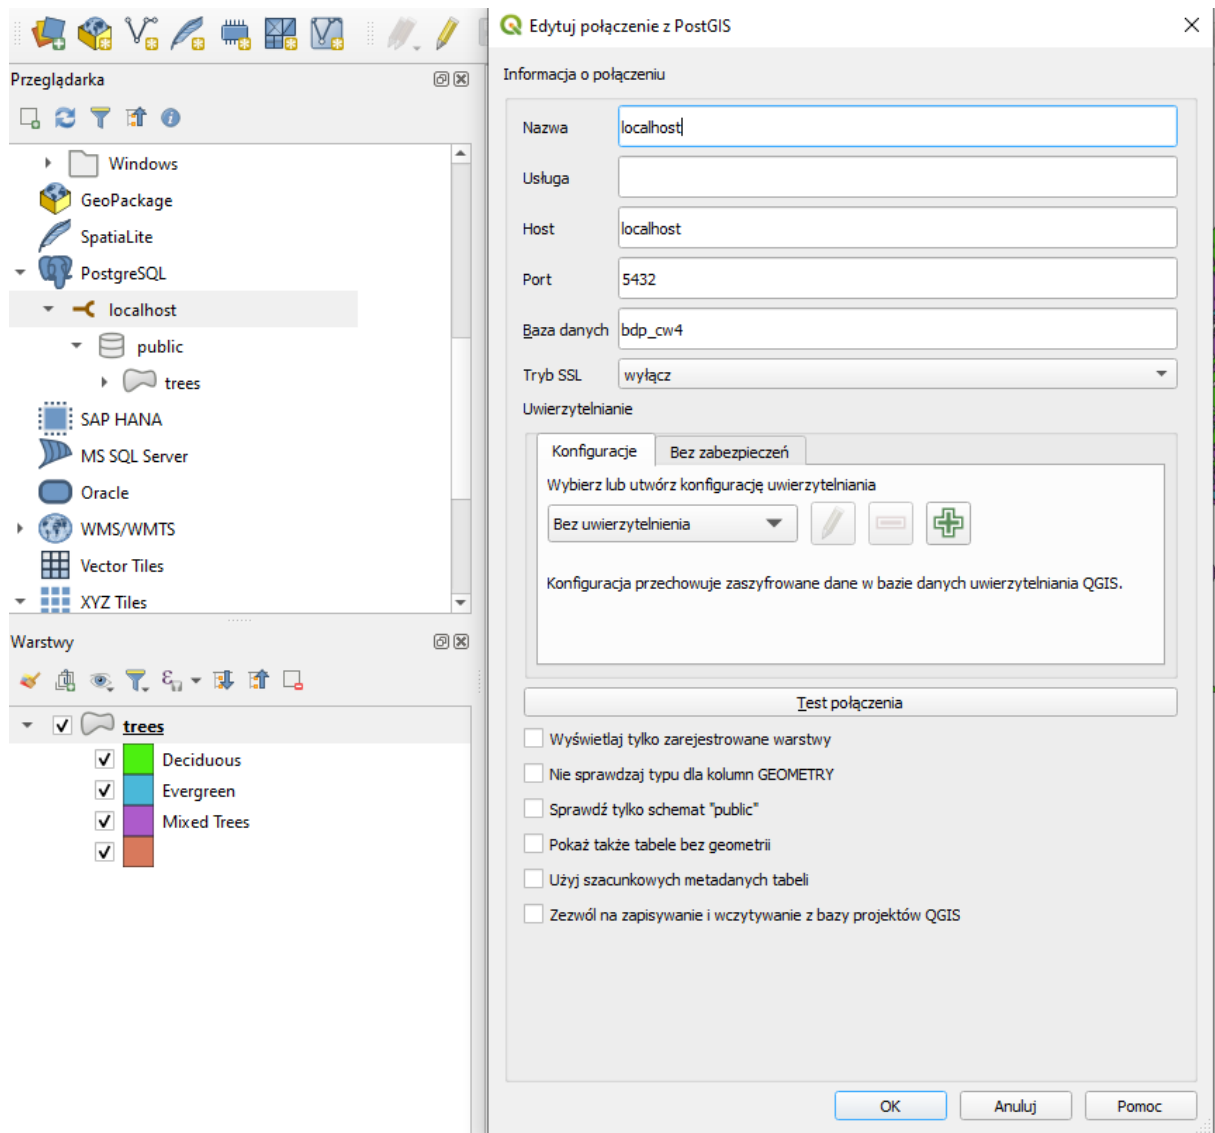 Przeglądarka
Windows
GeoPackage
SpatiaLite
PostgreSQL
localhost
public
trees
SAP HANA
MS SQL Server
Oracle
WMS/WMTS
Vector Tiles
XYZ Tiles
Warstwy
trees
Deciduous
Evergreen
Mixed Trees
Edytuj połączenie z PostGIS
Informacja o połączeniu
Nazwa localhost
Usługa
Host localhost
Port 5432
Baza danych bdp_cw4
Tryb SSL wyłącz
Uwierzytelnianie
Konfiguracje Bez zabezpieczeń
Wybierz lub utwórz konfigurację uwierzytelniania
Bez uwierzytelnienia
Konfiguracja przechowuje zaszyfrowane dane w bazie danych uwierzytelniania QGIS.
Test połączenia
Wyświetlaj tylko zarejestrowane warstwy
Nie sprawdzaj typu dla kolumn GEOMETRY
Sprawdź tylko schemat "public"
Pokaż także tabele bez geometrii
Użyj szacunkowych metadanych tabeli
Zezwól na zapisywanie i wczytywanie z bazy projektów QGIS
OK Anuluj Pomoc